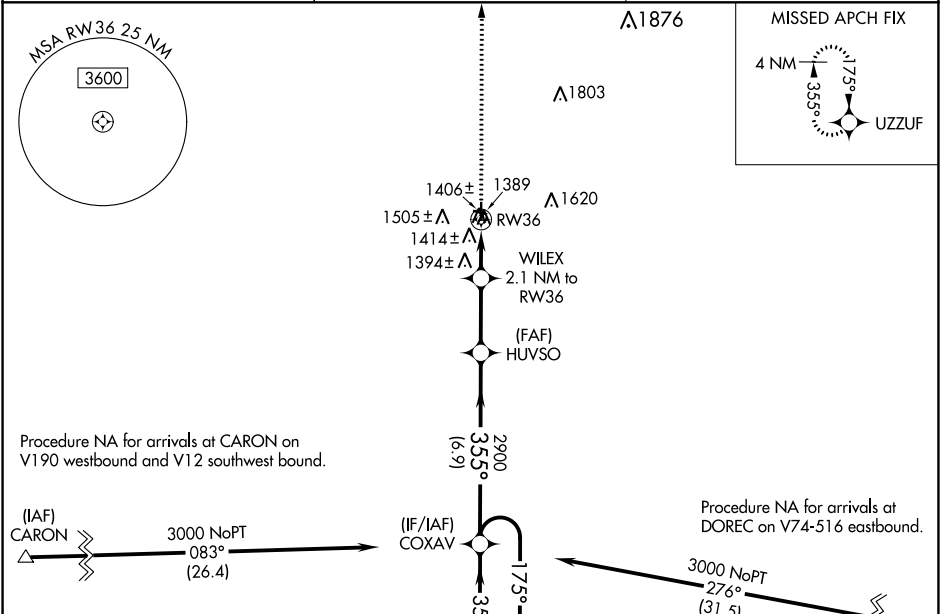 MSA RW36 25 NM
3600
1876
1803
MISSED APCH FIX
4 NM
355°
175°
UZZUF
1406±
1389
1620
1505±
RW36
1414±
1394±
WILEX
2.1 NM to
RW36
(FAF)
HUVSO
2900
355°
(6.9)
Procedure NA for arrivals at CARON on
V190 westbound and V12 southwest bound.
Procedure NA for arrivals at
DOREC on V74-516 eastbound.
(IAF)
CARON
3000 NoPT
083°
(26.4)
(IF/IAF)
COXAV
175°
3000 NoPT
276°
(31.5)